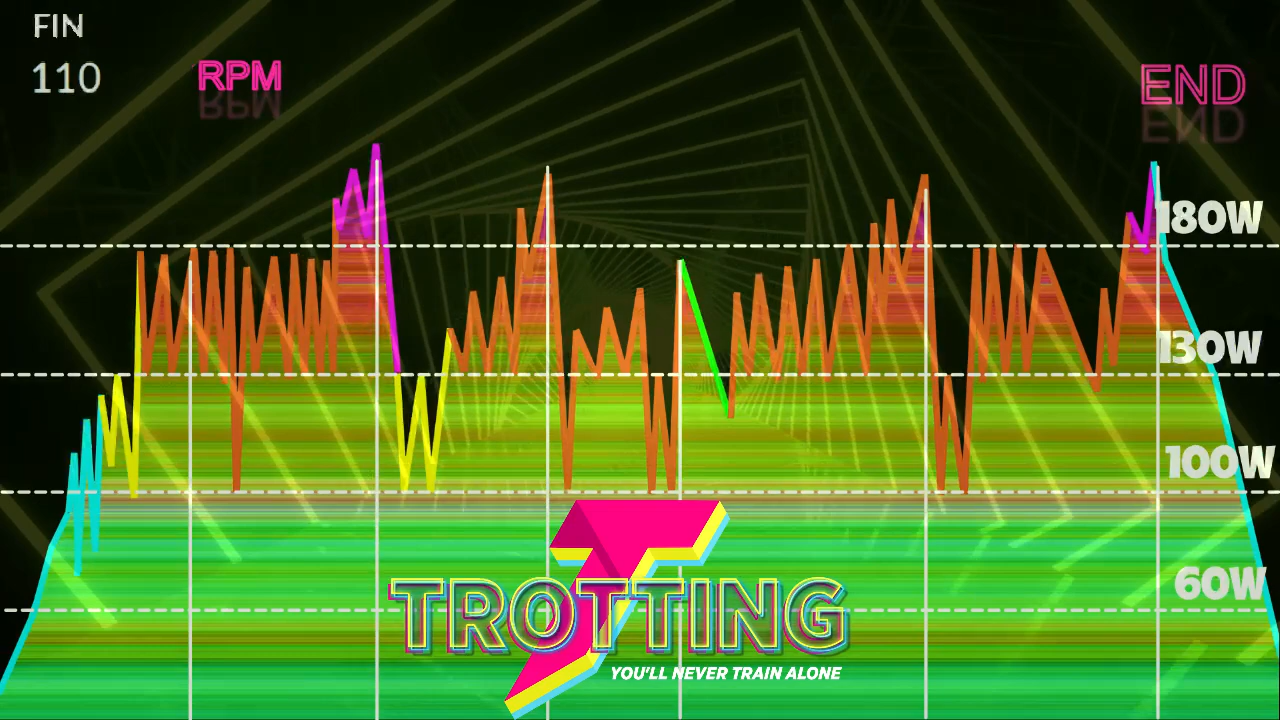 FIN
110
RPM
END
180W
130W
100W
60W
TROTTING
YOU'LL NEVER TRAIN ALONE